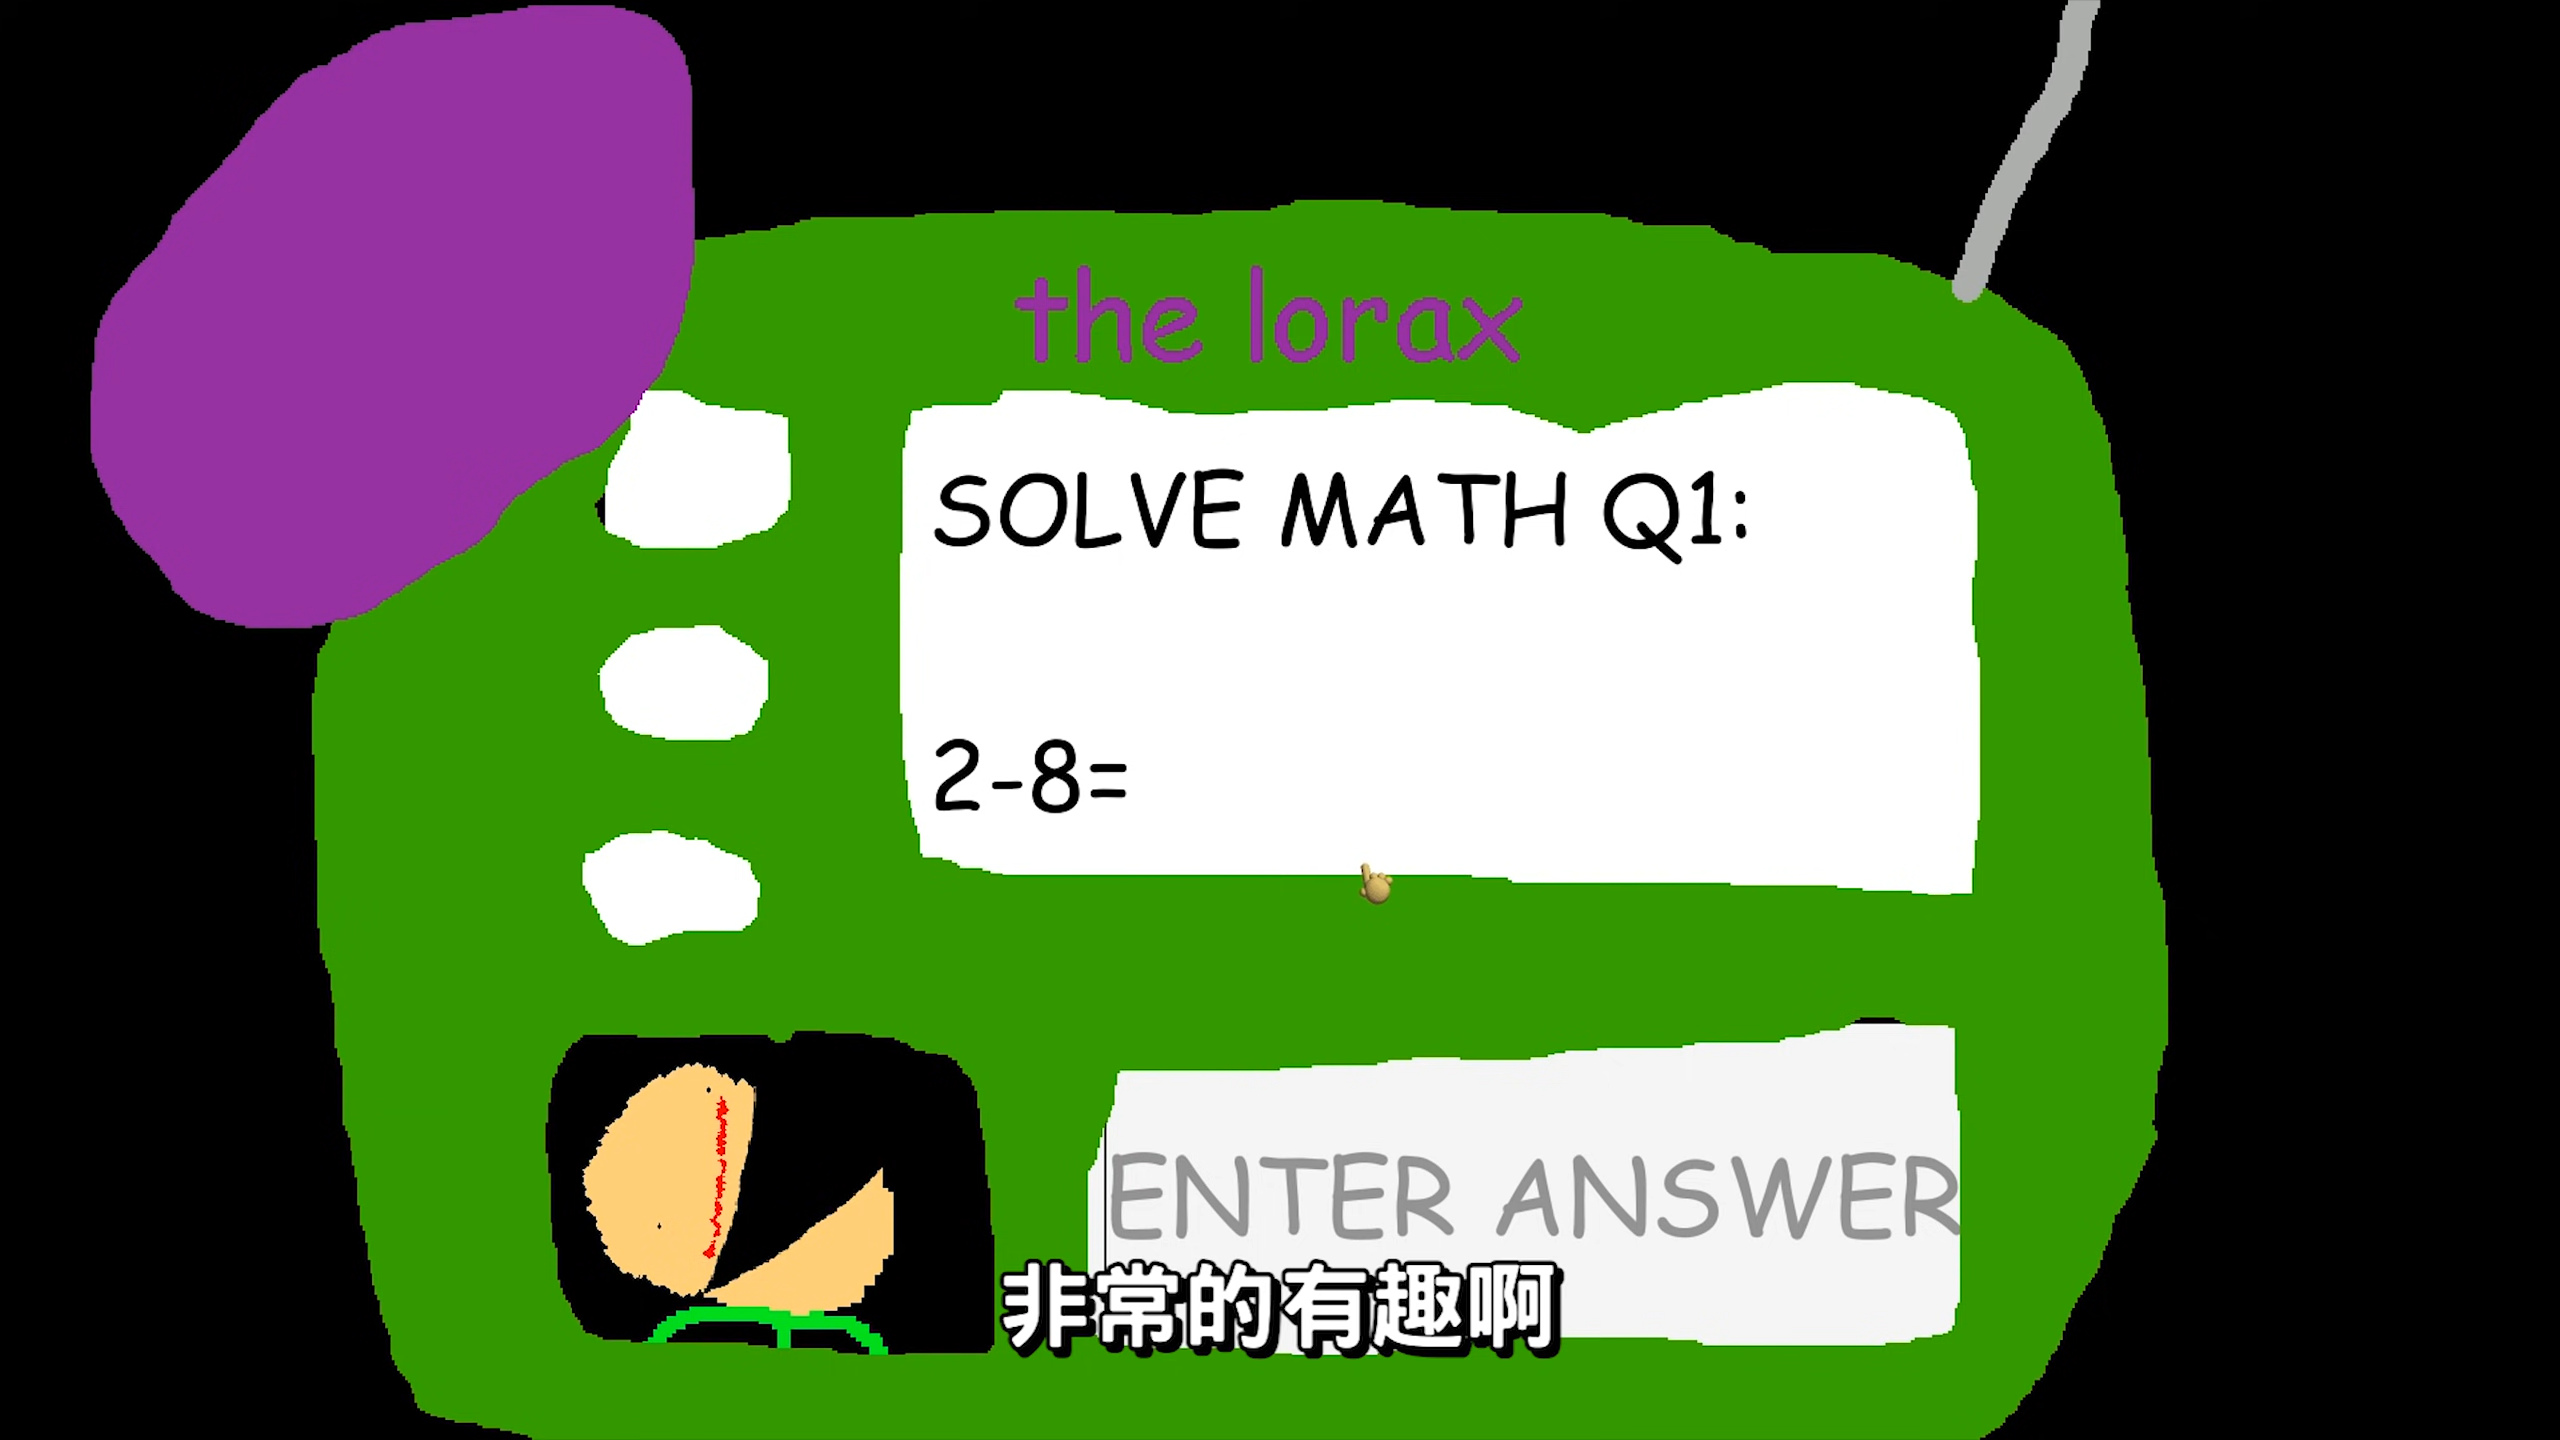 the lorax
SOLVE MATH Q1:
2-8=
ENTER ANSWER
非常的有趣啊